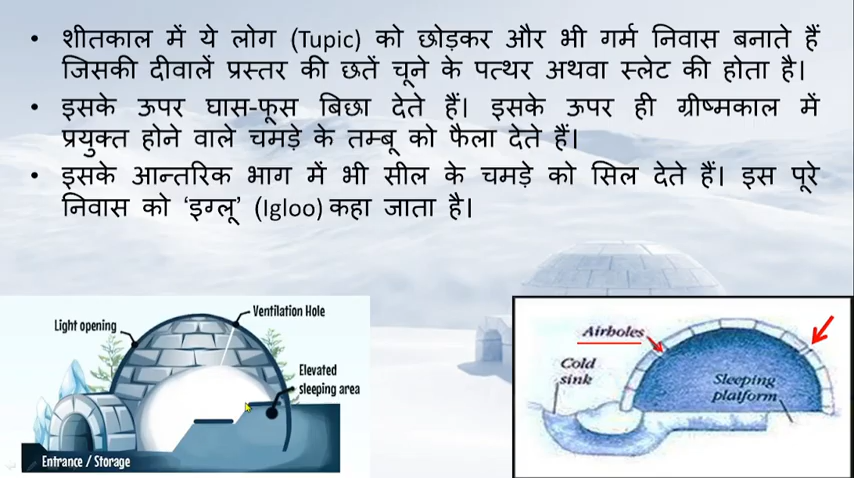 • शीतकाल में ये लोग (Tupic) को छोड़कर और भी गर्म निवास बनाते हैं
जिसकी दीवालें प्रस्तर की छतें चूने के पत्थर अथवा स्लेट की होता है।
• इसके ऊपर घास-फूस बिछा देते हैं। इसके ऊपर ही ग्रीष्मकाल में
प्रयुक्त होने वाले चमड़े के तम्बू को फैला देते हैं।
• इसके आन्तरिक भाग में भी सील के चमड़े को सिल देते हैं। इस पूरे
निवास को ‘इग्लू’ (Igloo) कहा जाता है।
Light opening
Ventilation Hole
Elevated
sleeping area
Entrance / Storage
Airholes
Cold
sink
Sleeping
platform